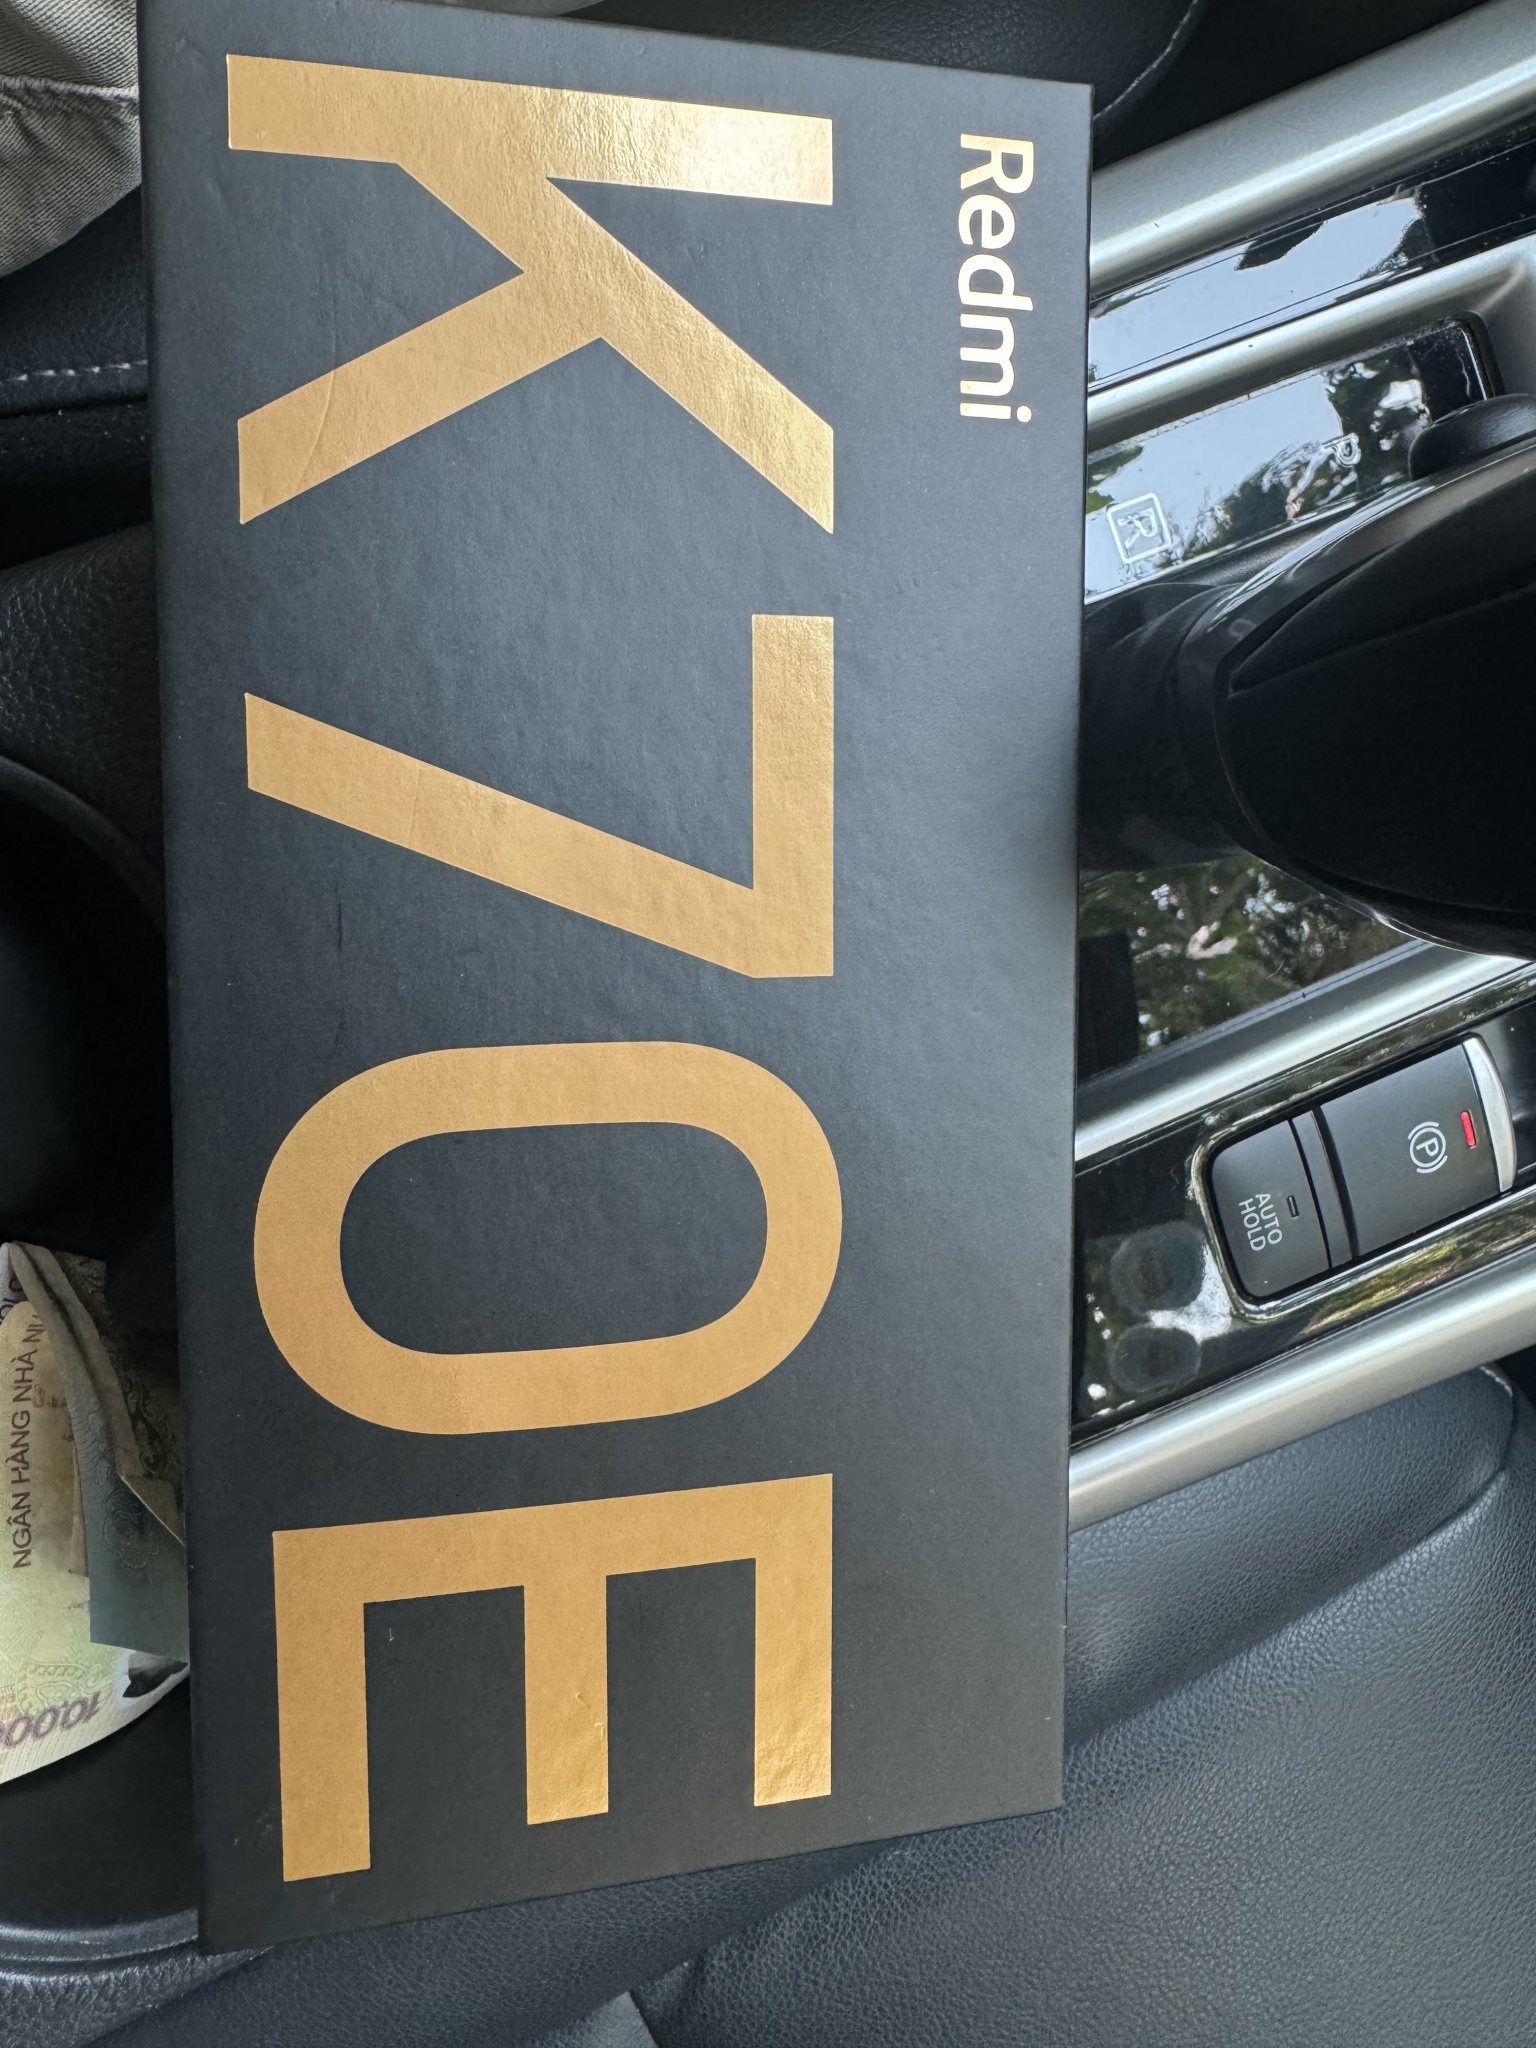 Redmi
K70E
P
R
(P)
AUTO
HOLD
NGÂN HÀNG NHÀ